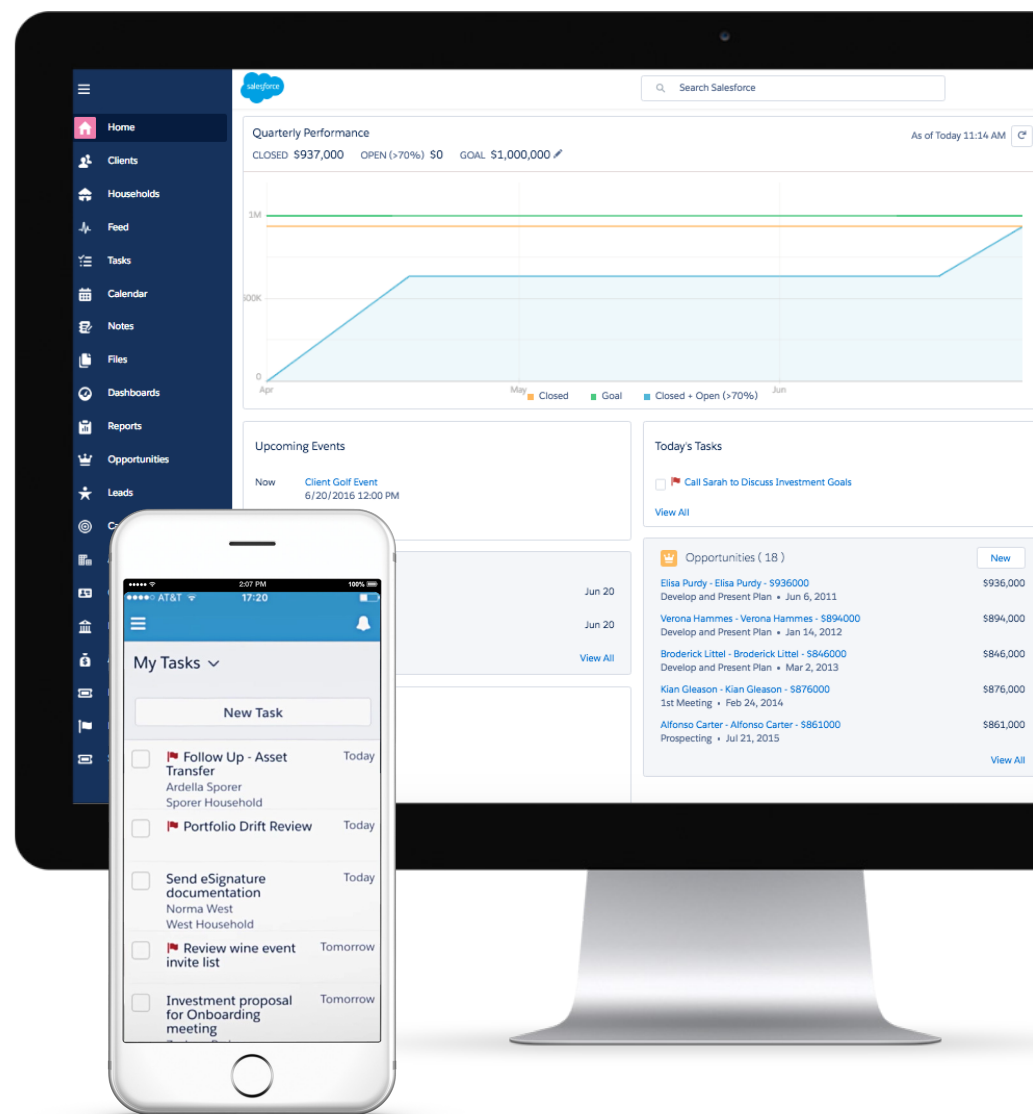 salesforce
Search Salesforce
Home
Clients
Households
Feed
Tasks
Calendar
Notes
Files
Dashboards
Reports
Opportunities
Leads
Quarterly Performance
As of Today 11:14 AM
CLOSED $937,000 OPEN (>70%) $0 GOAL $1,000,000
1M
500K
0
Apr
May
Jun
Closed
Goal
Closed + Open (>70%)
Upcoming Events
Now
Client Golf Event
6/20/2016 12:00 PM
Today's Tasks
Call Sarah to Discuss Investment Goals
View All
Jun 20
Jun 20
View All
Opportunities ( 18 )
New
Elisa Purdy - Elisa Purdy - $936000 $936,000
Develop and Present Plan • Jun 6, 2011
Verona Hammes - Verona Hammes - $894000 $894,000
Develop and Present Plan • Jan 14, 2012
Broderick Littel - Broderick Littel - $846000 $846,000
Develop and Present Plan • Mar 2, 2013
Kian Gleason - Kian Gleason - $876000 $876,000
1st Meeting • Feb 24, 2014
Alfonso Carter - Alfonso Carter - $861000 $861,000
Prospecting • Jul 21, 2015
View All
2:07 PM 100%
AT&T 17:20
My Tasks
New Task
Follow Up - Asset Today
Transfer
Ardella Sporer
Sporer Household
Portfolio Drift Review Today
Send eSignature Today
documentation
Norma West
West Household
Review wine event Tomorrow
invite list
Investment proposal Tomorrow
for Onboarding
meeting